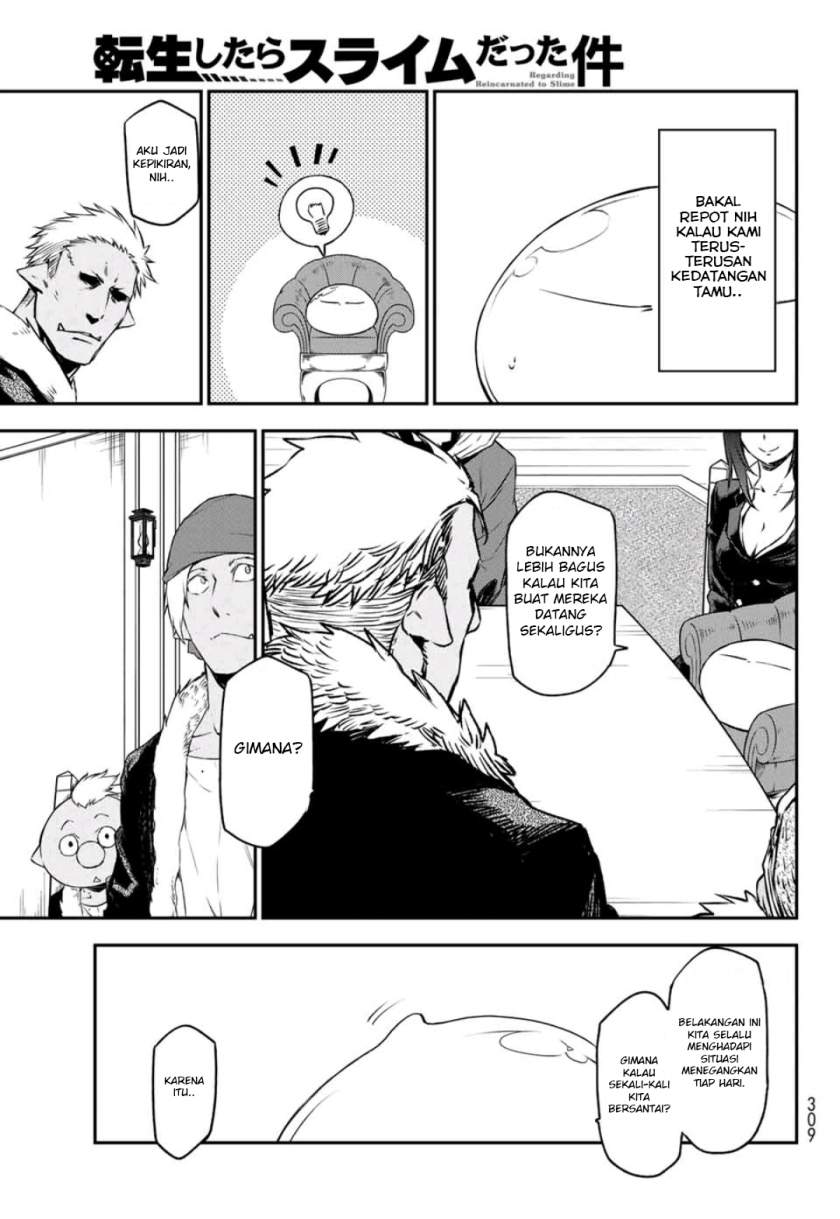 転生したらスライムだった件
Regarding
Reincarnated to Slime
BAKAL
REPOT NIH
KALAU KAMI
TERUS-
TERUSAN
KEDATANGAN
TAMU..
AKU JADI
KEPIKIRAN,
NIH..
BUKANNYA
LEBIH BAGUS
KALAU KITA
BUAT MEREKA
DATANG
SEKALIGUS?
GIMANA?
BELAKANGAN INI
KITA SELALU
MENGHADAPI
SITUASI
MENEGANGKAN
TIAP HARI.
GIMANA
KALAU
SEKALI-KALI
KITA
BERSANTAI?
KARENA
ITU..
309